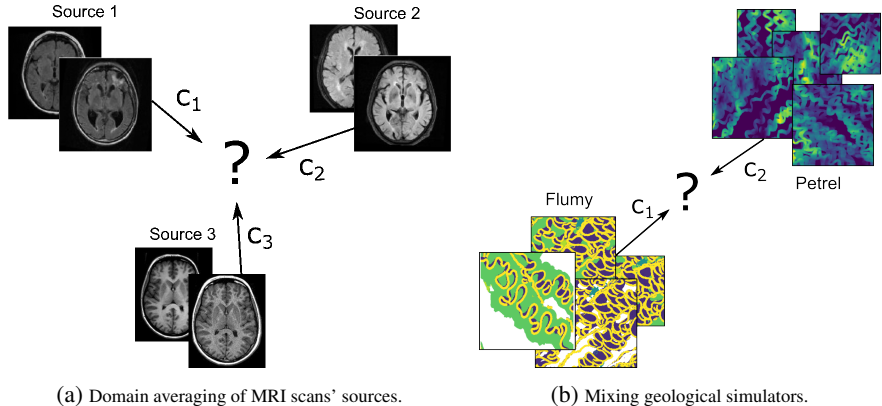 Source 1
Source 2
c1
?
c2
c3
Source 3
(a) Domain averaging of MRI scans' sources.
Petrel
c2
?
c1
Flumy
(b) Mixing geological simulators.